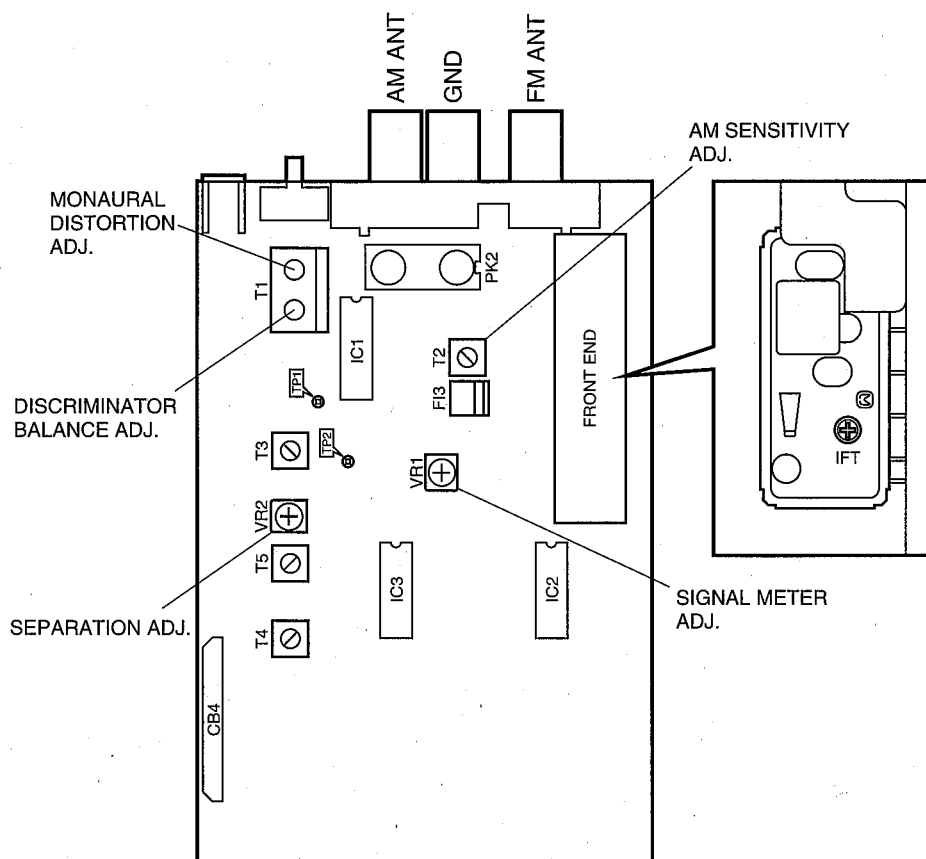 AM ANT
GND
FM ANT
AM SENSITIVITY
ADJ.
MONAURAL
DISTORTION
ADJ.
T1
PK2
IC1
T2
FI3
FRONT END
TP1
DISCRIMINATOR
BALANCE ADJ.
T3
TP2
VR1
M
IFT
VR2
T5
IC3
IC2
SIGNAL METER
ADJ.
SEPARATION ADJ.
T4
CB4